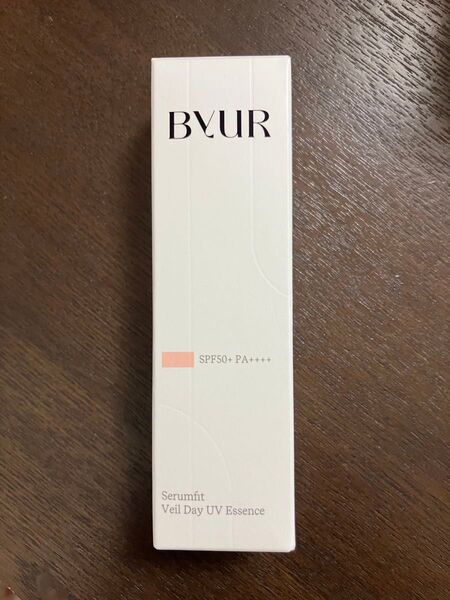 BYUR
SPF50+ PA++++
Serumfit
Veil Day UV Essence